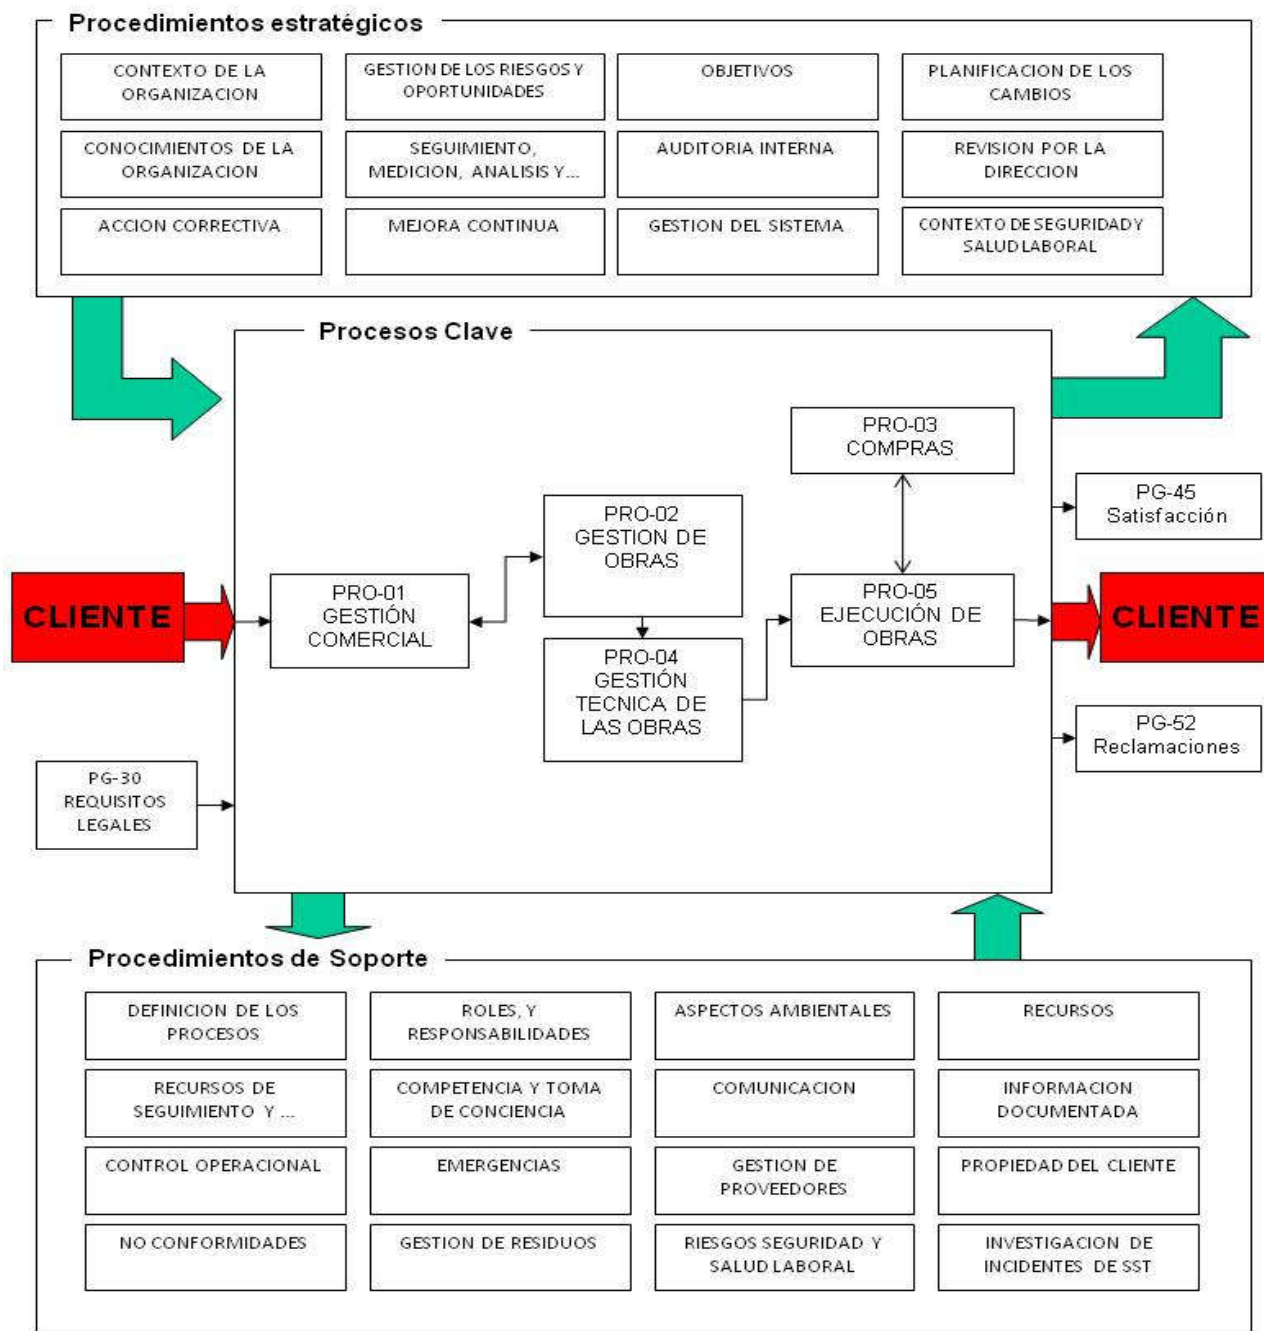 Procedimientos estratégicos
CONTEXTO DE LA
ORGANIZACION
GESTION DE LOS RIESGOS Y
OPORTUNIDADES
OBJETIVOS
PLANIFICACION DE LOS
CAMBIOS
CONOCIMIENTOS DE LA
ORGANIZACION
SEGUIMIENTO,
MEDICION, ANALISIS Y...
AUDITORIA INTERNA
REVISION POR LA
DIRECCION
ACCION CORRECTIVA
MEJORA CONTINUA
GESTION DEL SISTEMA
CONTEXTO DE SEGURIDAD Y
SALUD LABORAL
Procesos Clave
PRO-03
COMPRAS
PRO-02
GESTION DE
OBRAS
PG-45
Satisfacción
CLIENTE
PRO-01
GESTIÓN
COMERCIAL
PRO-05
EJECUCIÓN DE
OBRAS
CLIENTE
PRO-04
GESTIÓN
TECNICA DE
LAS OBRAS
PG-52
Reclamaciones
PG-30
REQUISITOS
LEGALES
Procedimientos de Soporte
DEFINICION DE LOS
PROCESOS
ROLES, Y
RESPONSABILIDADES
ASPECTOS AMBIENTALES
RECURSOS
RECURSOS DE
SEGUIMIENTO Y ...
COMPETENCIA Y TOMA
DE CONCIENCIA
COMUNICACION
INFORMACION
DOCUMENTADA
CONTROL OPERACIONAL
EMERGENCIAS
GESTION DE
PROVEEDORES
PROPIEDAD DEL CLIENTE
NO CONFORMIDADES
GESTION DE RESIDUOS
RIESGOS SEGURIDAD Y
SALUD LABORAL
INVESTIGACION DE
INCIDENTES DE SST